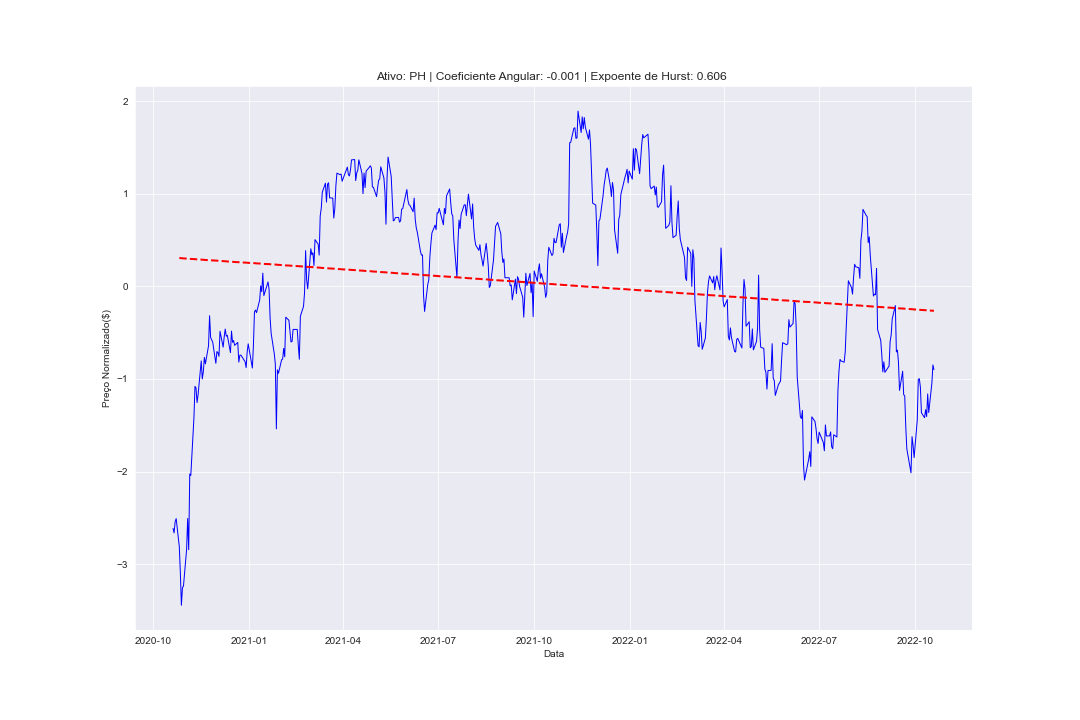 Ativo: PH | Coeficiente Angular: -0.001 | Expoente de Hurst: 0.606
2
1
0
−1
−2
−3
Preço Normalizado($)
2020-10 2021-01 2021-04 2021-07 2021-10 2022-01 2022-04 2022-07 2022-10
Data